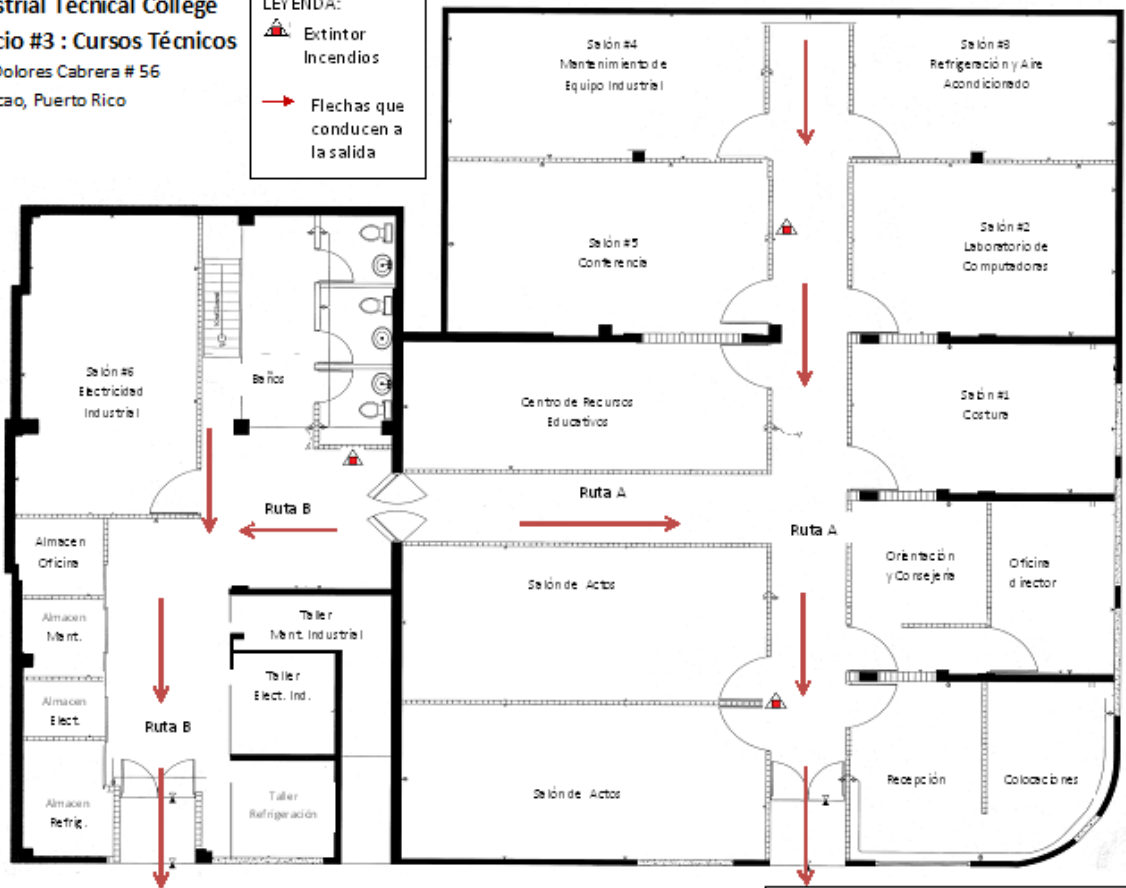 strial Tecnical College
cio #3 : Cursos Técnicos
Dolores Cabrera # 56
cao, Puerto Rico
LEYENDA:
Extintor
Incendios
Flechas que
conducen a
la salida
Salón #4
Mantenimiento de
Equipo Industrial
Salón #3
Refrigeración y Aire
Acondicionado
Salón #5
Conferencia
Salón #2
Laboratorio de
Computadoras
Salón #6
Electricidad
Industrial
Baños
Centro de Recursos
Educativos
Salón #1
Costura
Ruta B
Ruta A
Ruta A
Almacen
Oficina
Salón de Actos
Orientación
y Consejería
Oficina
director
Almacen
Mant.
Taller
Mant. Industrial
Almacen
Elect.
Taller
Elect. Ind.
Ruta B
Almacen
Refrig.
Taller
Refrigeración
Salón de Actos
Recepción
Colocaciones